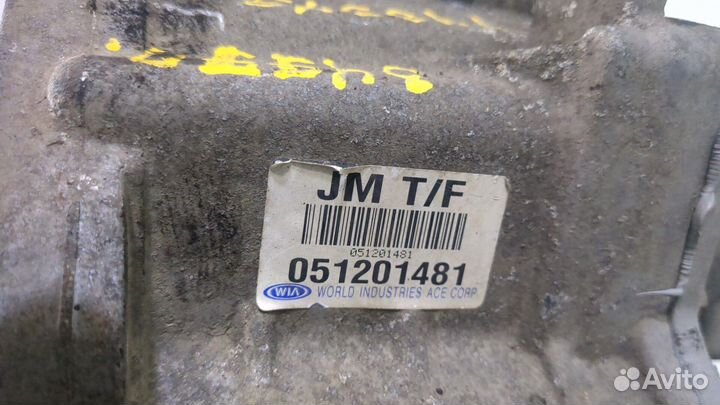 JM T/F
051201481
051201481
WIA WORLD INDUSTRIES ACE CORP
Avito